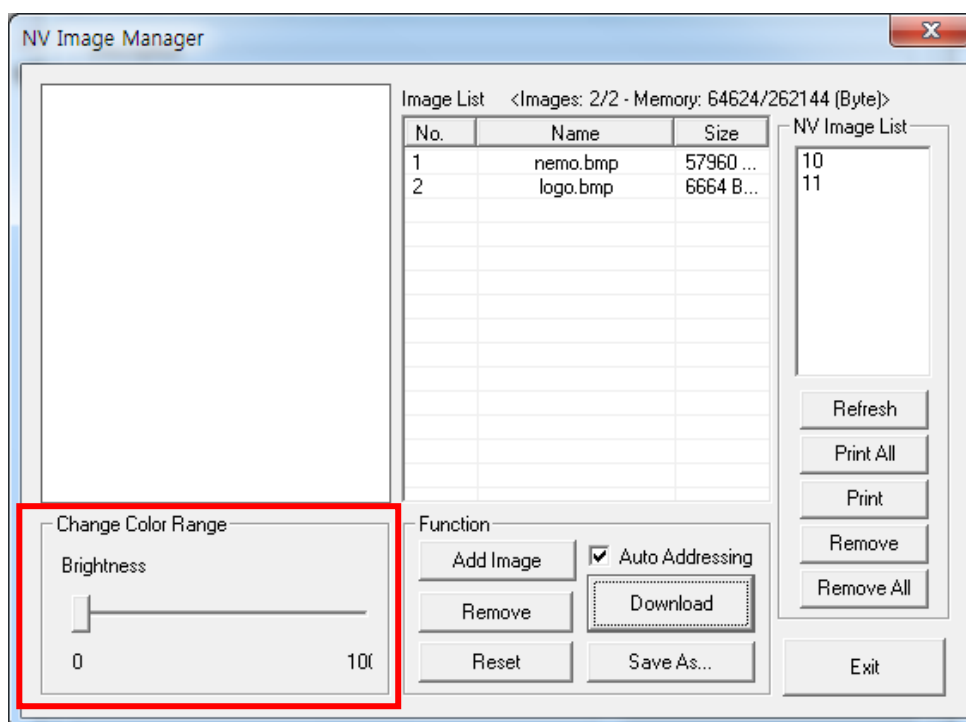 NV Image Manager
Image List <Images: 2/2 - Memory: 64624/262144 (Byte)>
No. Name Size
1 nemo.bmp 57960 ...
2 logo.bmp 6664 B...
NV Image List
10
11
Refresh
Print All
Print
Remove
Remove All
Change Color Range
Brightness
0 100
Function
Add Image
Auto Addressing
Remove
Download
Reset
Save As...
Exit